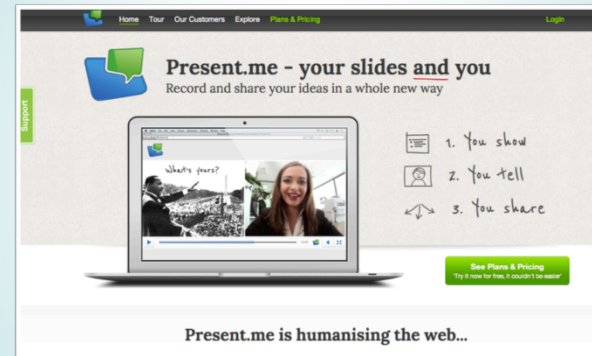 Home Tour Our Customers Explore Plans & Pricing Login
Present.me - your slides and you
Record and share your ideas in a whole new way
Support
What's yours?
1. You show
2. You tell
3. You share
See Plans & Pricing
'Try it now for free, it couldn't be easier'
Present.me is humanising the web...